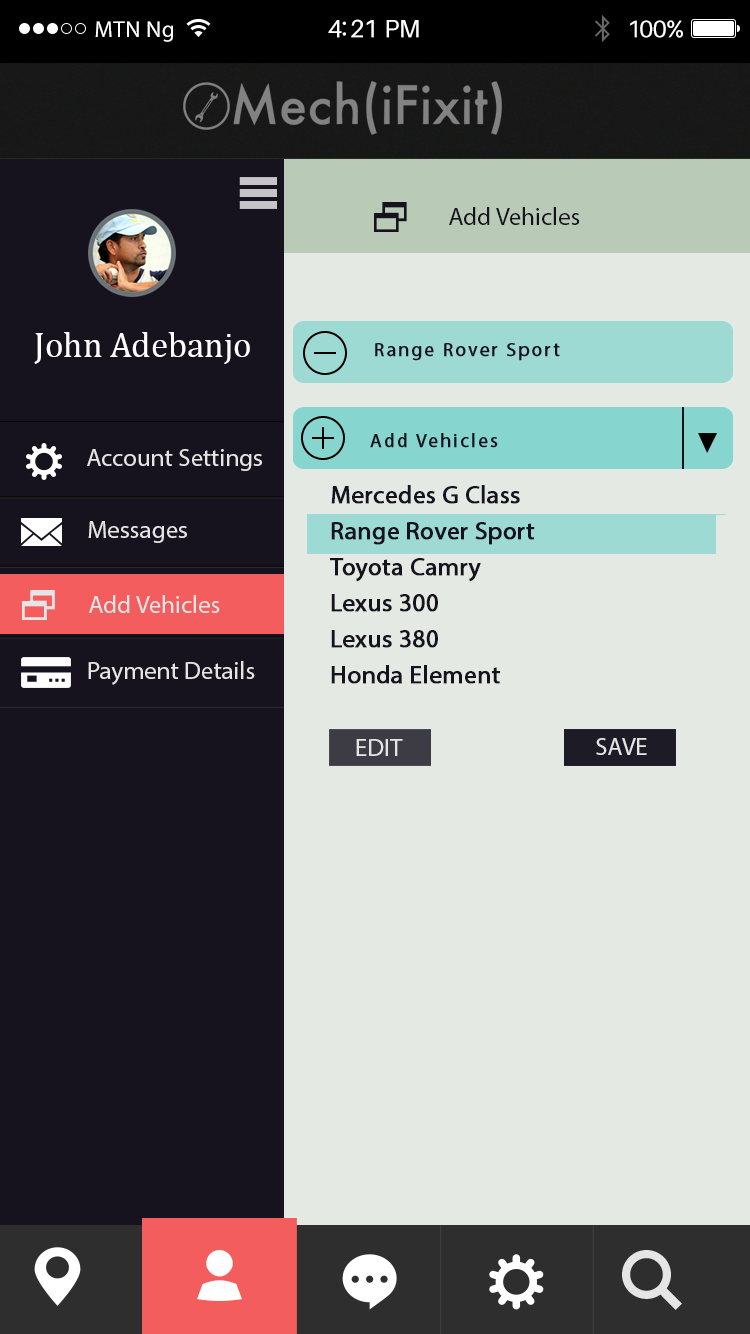 MTN Ng 4:21 PM 100%
Mech(iFixit)
Add Vehicles
John Adebanjo
Account Settings
Messages
Add Vehicles
Payment Details
Range Rover Sport
Add Vehicles
Mercedes G Class
Range Rover Sport
Toyota Camry
Lexus 300
Lexus 380
Honda Element
EDIT SAVE